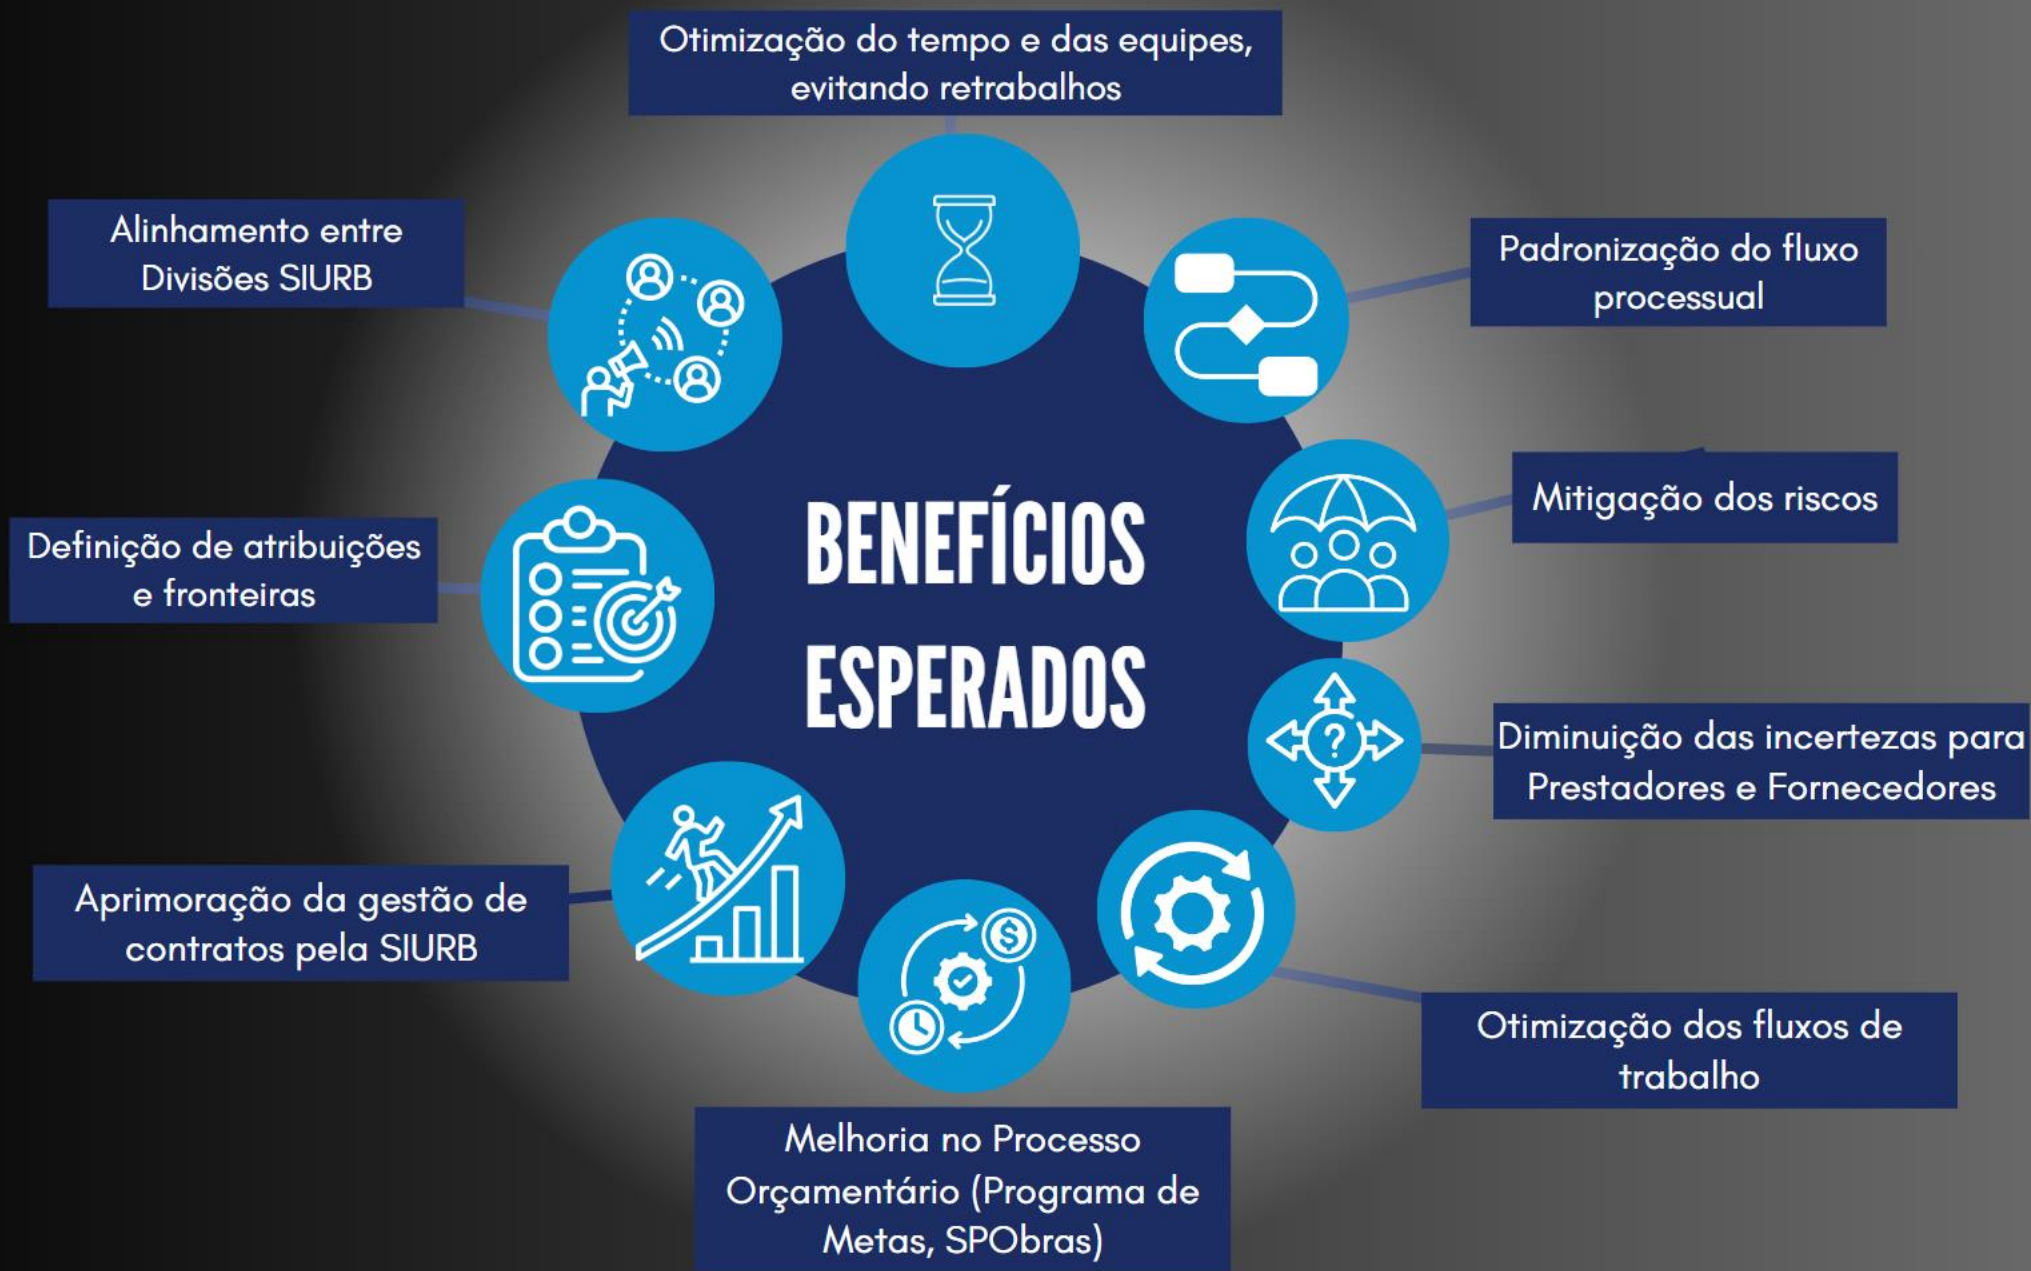 Otimização do tempo e das equipes,
evitando retrabalhos
Alinhamento entre
Divisões SIURB
Padronização do fluxo
processual
Mitigação dos riscos
Definição de atribuições
e fronteiras
BENEFÍCIOS
ESPERADOS
?
Diminuição das incertezas para
Prestadores e Fornecedores
Aprimoração da gestão de
contratos pela SIURB
$
Otimização dos fluxos de
trabalho
Melhoria no Processo
Orçamentário (Programa de
Metas, SPObras)